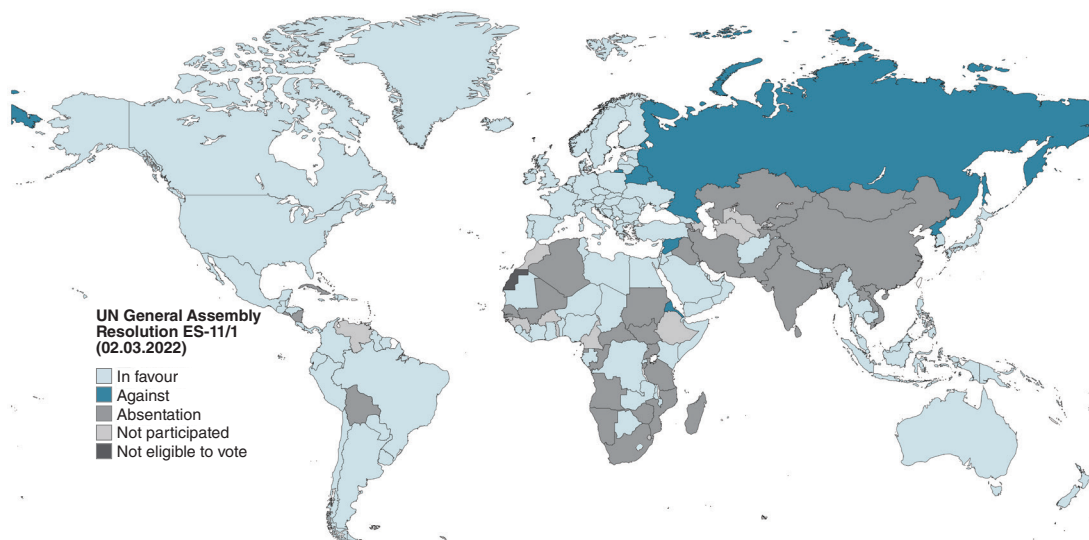 UN General Assembly
Resolution ES-11/1
(02.03.2022)
In favour
Against
Absentation
Not participated
Not eligible to vote